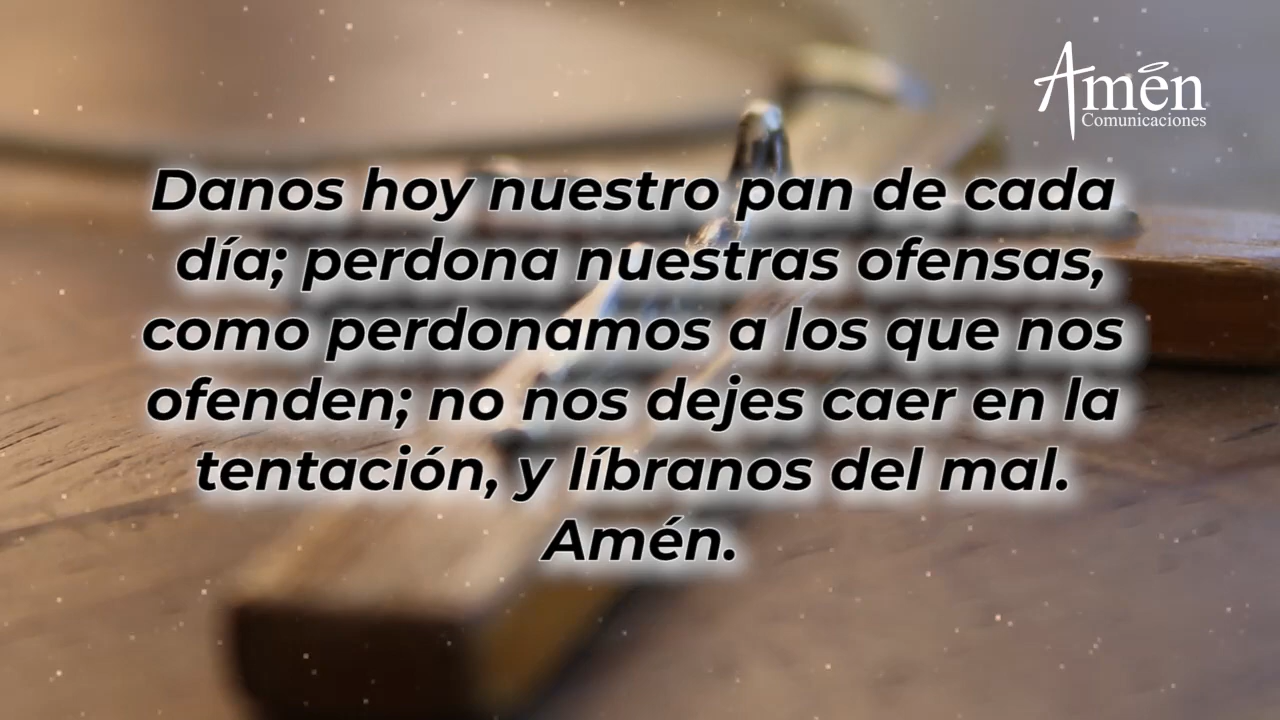 Amén
Comunicaciones
Danos hoy nuestro pan de cada
día; perdona nuestras ofensas,
como perdonamos a los que nos
ofenden; no nos dejes caer en la
tentación, y líbranos del mal.
Amén.